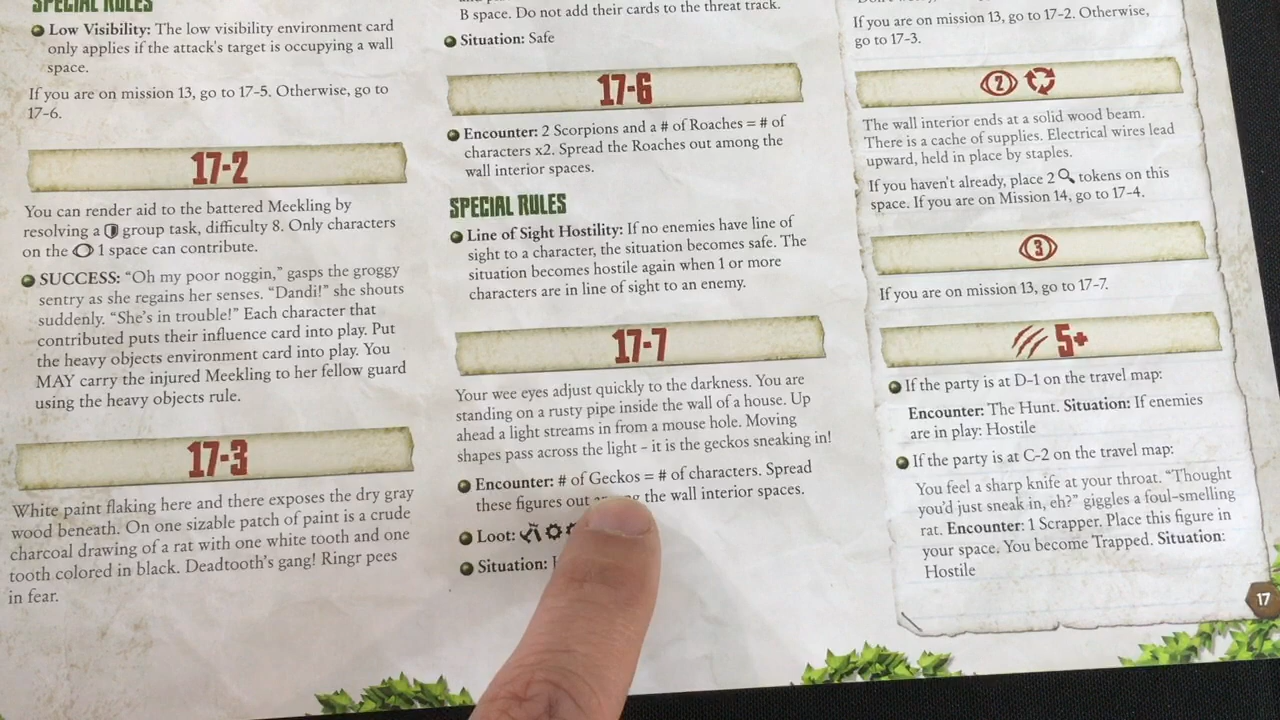 SPECIAL RULES
Low Visibility: The low visibility environment card
only applies if the attack's target is occupying a wall
space.
If you are on mission 13, go to 17-5. Otherwise, go to
17-6.
17-2
You can render aid to the battered Meekling by
resolving a group task, difficulty 8. Only characters
on the 1 space can contribute.
SUCCESS: “Oh my poor noggin,” gasps the groggy
sentry as she regains her senses. “Dandi!” she shouts
suddenly. “She's in trouble!” Each character that
contributed puts their influence card into play. Put
the heavy objects environment card into play. You
MAY carry the injured Meekling to her fellow guard
using the heavy objects rule.
17-3
White paint flaking here and there exposes the dry gray
wood beneath. On one sizable patch of paint is a crude
charcoal drawing of a rat with one white tooth and one
tooth colored in black. Deadtooth's gang! Ringr pees
in fear.
B space. Do not add their cards to the threat track.
Situation: Safe
17-6
Encounter: 2 Scorpions and a # of Roaches = # of
characters x2. Spread the Roaches out among the
wall interior spaces.
SPECIAL RULES
Line of Sight Hostility: If no enemies have line of
sight to a character, the situation becomes safe. The
situation becomes hostile again when 1 or more
characters are in line of sight to an enemy.
17-7
Your wee eyes adjust quickly to the darkness. You are
standing on a rusty pipe inside the wall of a house. Up
ahead a light streams in from a mouse hole. Moving
shapes pass across the light – it is the geckos sneaking in!
Encounter: # of Geckos = # of characters. Spread
these figures out the wall interior spaces.
Loot:
Situation:
If you are on mission 13, go to 17-2. Otherwise,
go to 17-3.
2
The wall interior ends at a solid wood beam.
There is a cache of supplies. Electrical wires lead
upward, held in place by staples.
If you haven't already, place 2 tokens on this
space. If you are on Mission 14, go to 17-4.
3
If you are on mission 13, go to 17-7.
5+
If the party is at D-1 on the travel map:
Encounter: The Hunt. Situation: If enemies
are in play: Hostile
If the party is at C-2 on the travel map:
You feel a sharp knife at your throat. “Thought
you'd just sneak in, eh?” giggles a foul-smelling
rat. Encounter: 1 Scrapper. Place this figure in
your space. You become Trapped. Situation:
Hostile
17